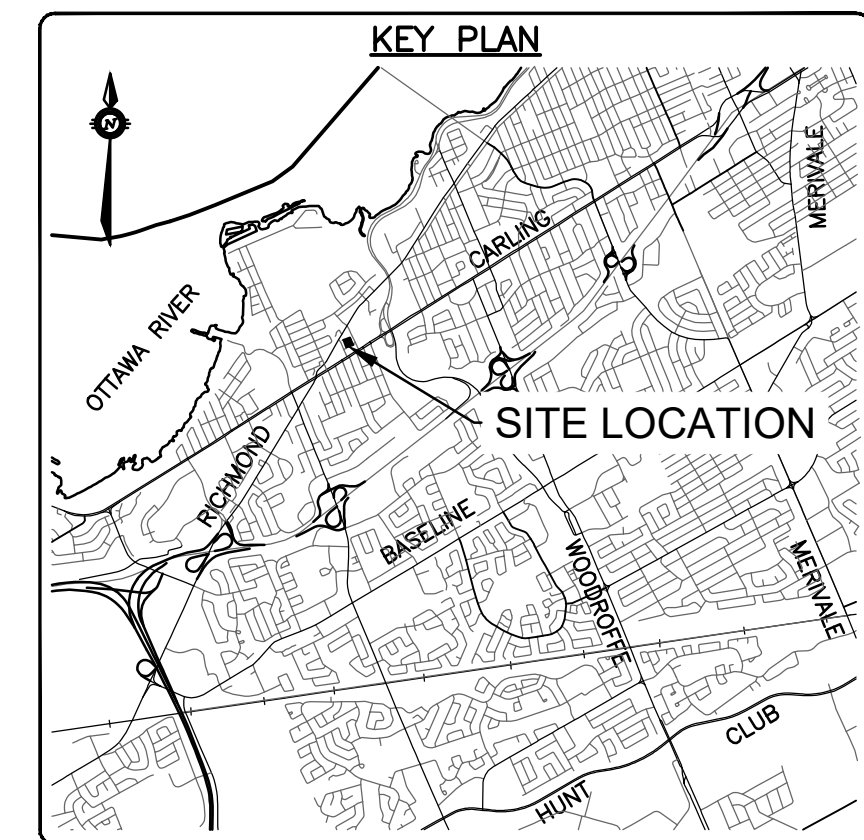 KEY PLAN
N
MERIVALE
CARLING
OTTAWA RIVER
SITE LOCATION
RICHMOND
BASELINE
WOODROFFE
MERIVALE
CLUB
HUNT